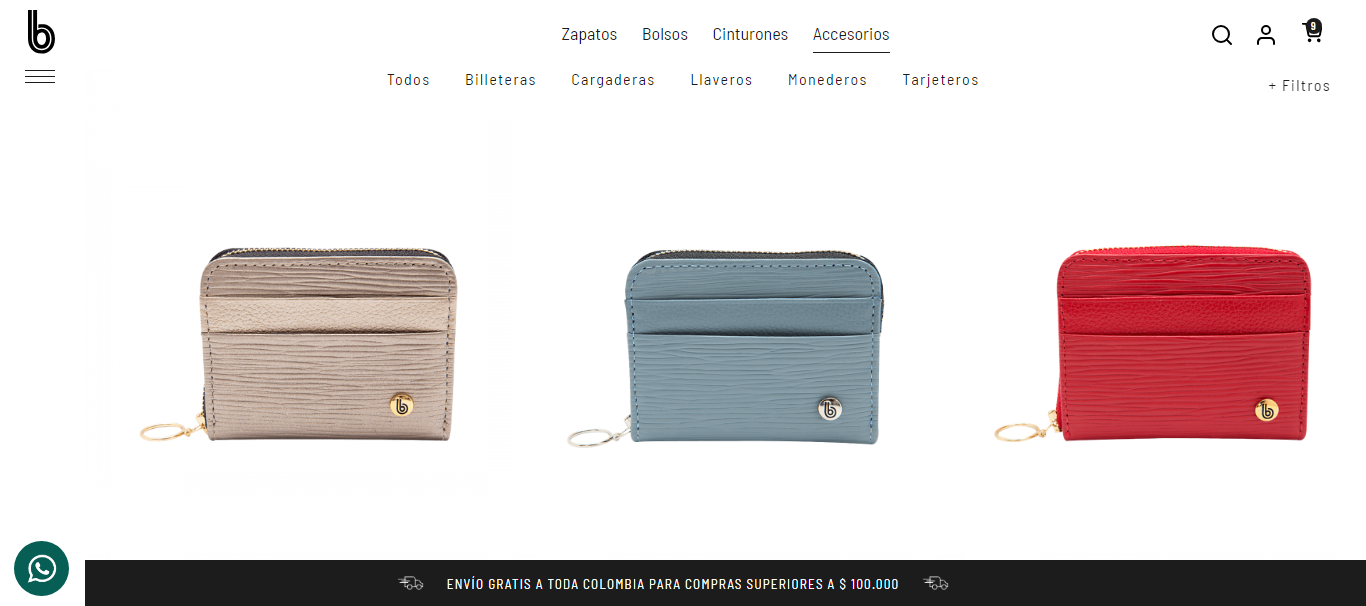 b
Zapatos Bolsos Cinturones Accesorios
9
Todos Billeteras Cargaderas Llaveros Monederos Tarjeteros
+ Filtros
b
b
b
ENVÍO GRATIS A TODA COLOMBIA PARA COMPRAS SUPERIORES A $ 100.000